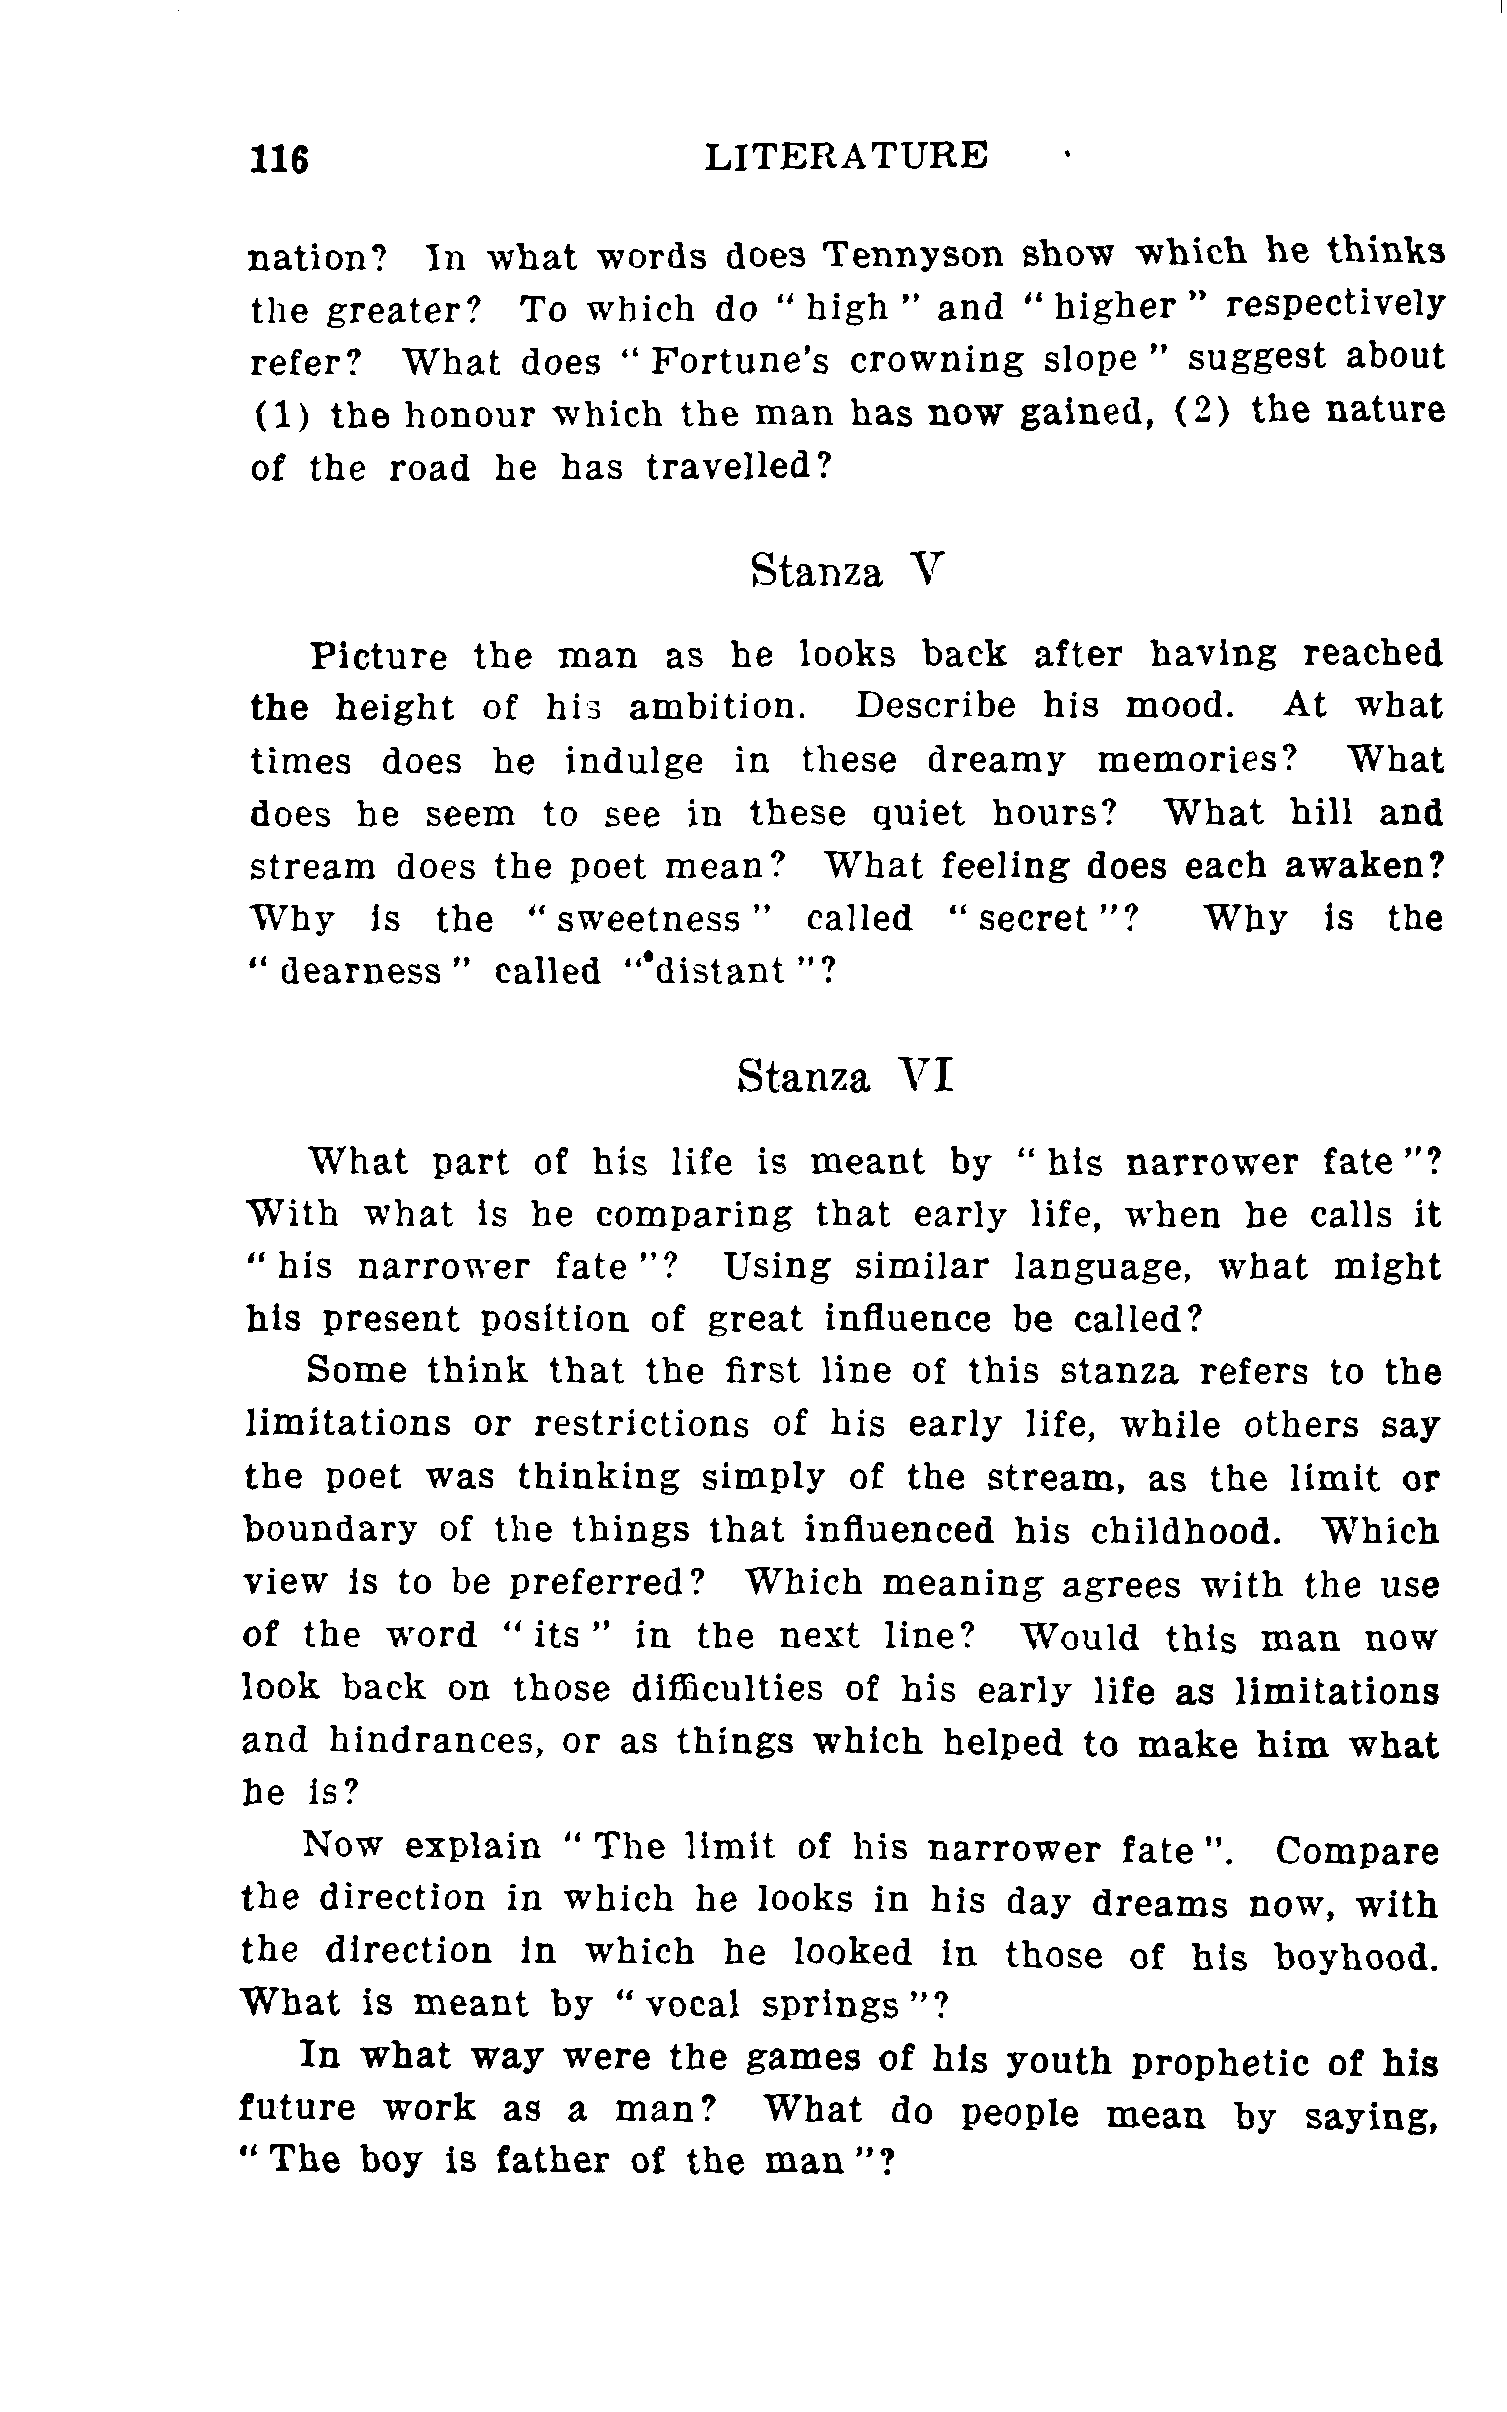 116 LITERATURE
nation? In what words does Tennyson show which he thinks
the greater? To which do "high" and "higher" respectively
refer? What does "Fortune's crowning slope" suggest about
(1) the honour which the man has now gained, (2) the nature
of the road he has travelled?
Stanza V
Picture the man as he looks back after having reached
the height of his ambition. Describe his mood. At what
times does he indulge in these dreamy memories? What
does he seem to see in these quiet hours? What hill and
stream does the poet mean? What feeling does each awaken?
Why is the "sweetness" called "secret"? Why is the
"dearness" called "distant"?
Stanza VI
What part of his life is meant by "his narrower fate"?
With what is he comparing that early life, when he calls it
"his narrower fate"? Using similar language, what might
his present position of great influence be called?
Some think that the first line of this stanza refers to the
limitations or restrictions of his early life, while others say
the poet was thinking simply of the stream, as the limit or
boundary of the things that influenced his childhood. Which
view is to be preferred? Which meaning agrees with the use
of the word "its" in the next line? Would this man now
look back on those difficulties of his early life as limitations
and hindrances, or as things which helped to make him what
he is?
Now explain "The limit of his narrower fate". Compare
the direction in which he looks in his day dreams now, with
the direction in which he looked in those of his boyhood.
What is meant by "vocal springs"?
In what way were the games of his youth prophetic of his
future work as a man? What do people mean by saying,
"The boy is father of the man"?